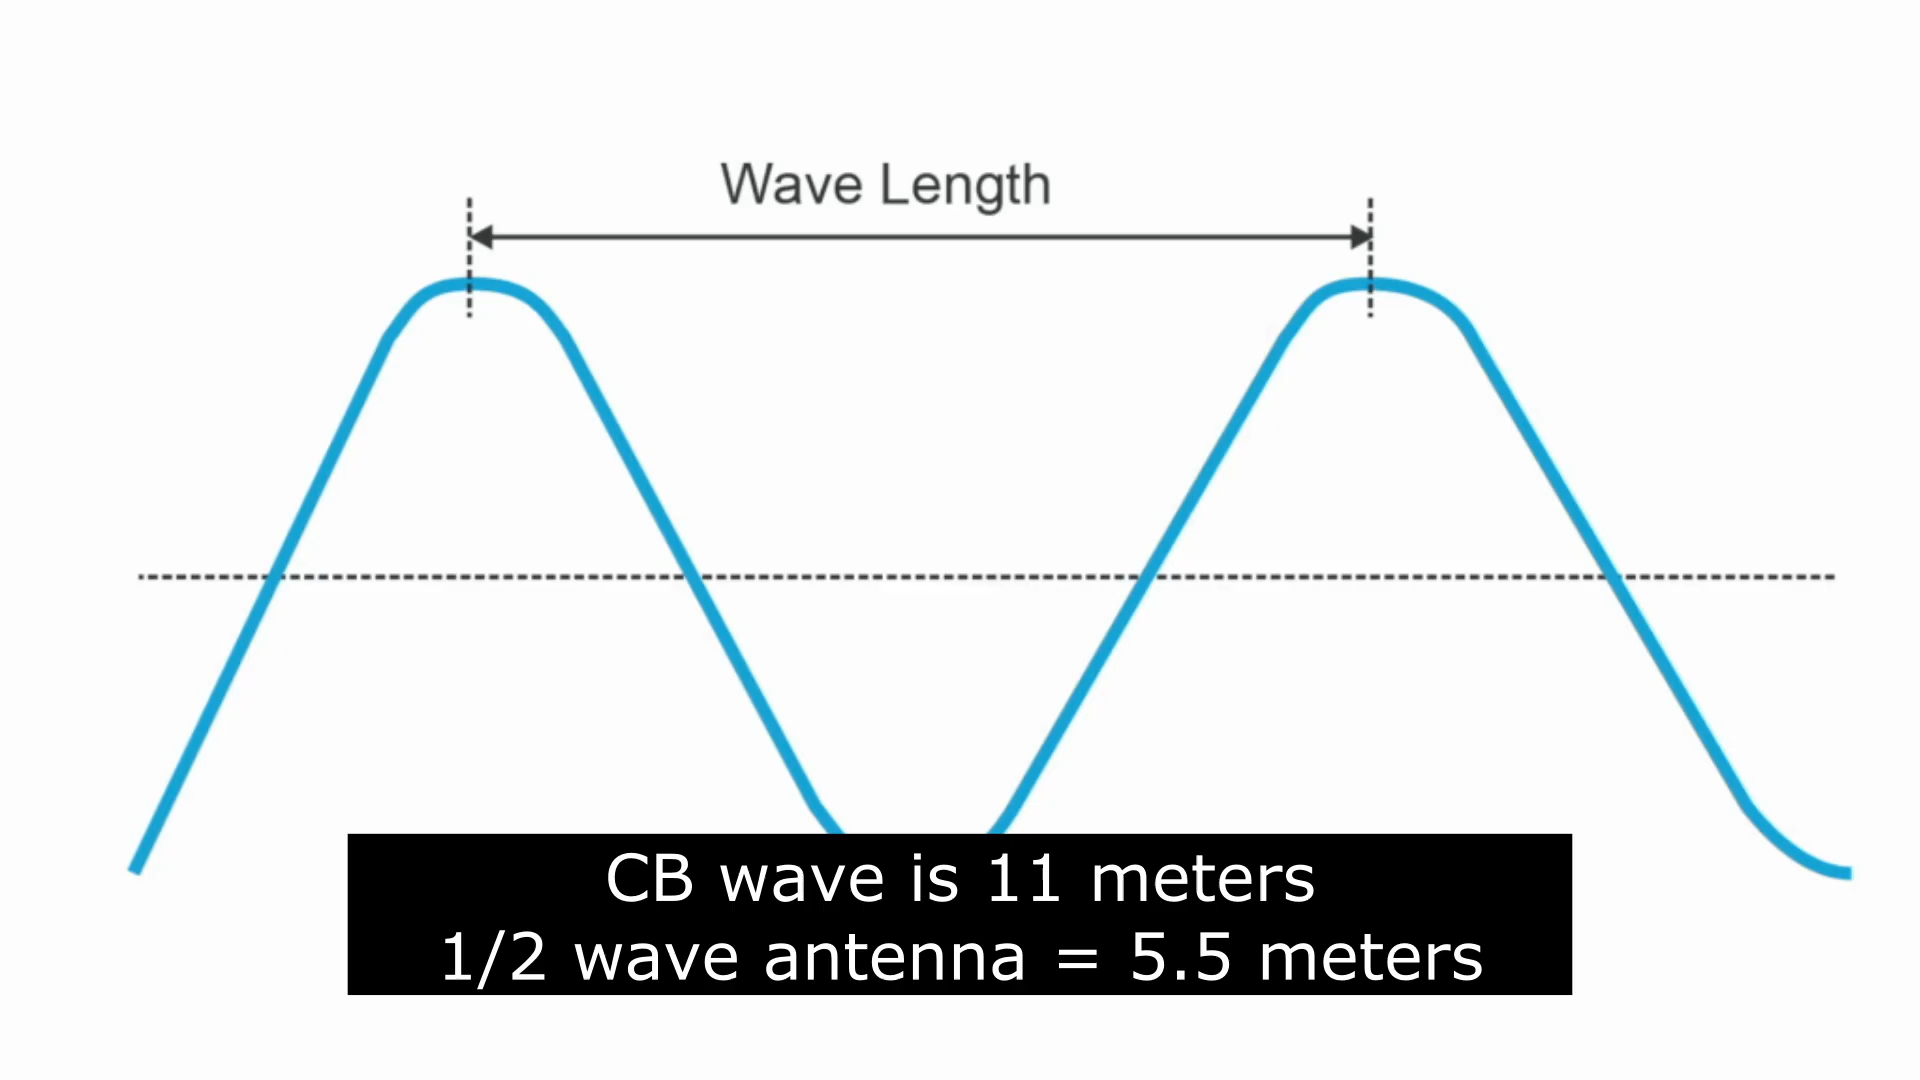 Wave Length
CB wave is 11 meters
1/2 wave antenna = 5.5 meters